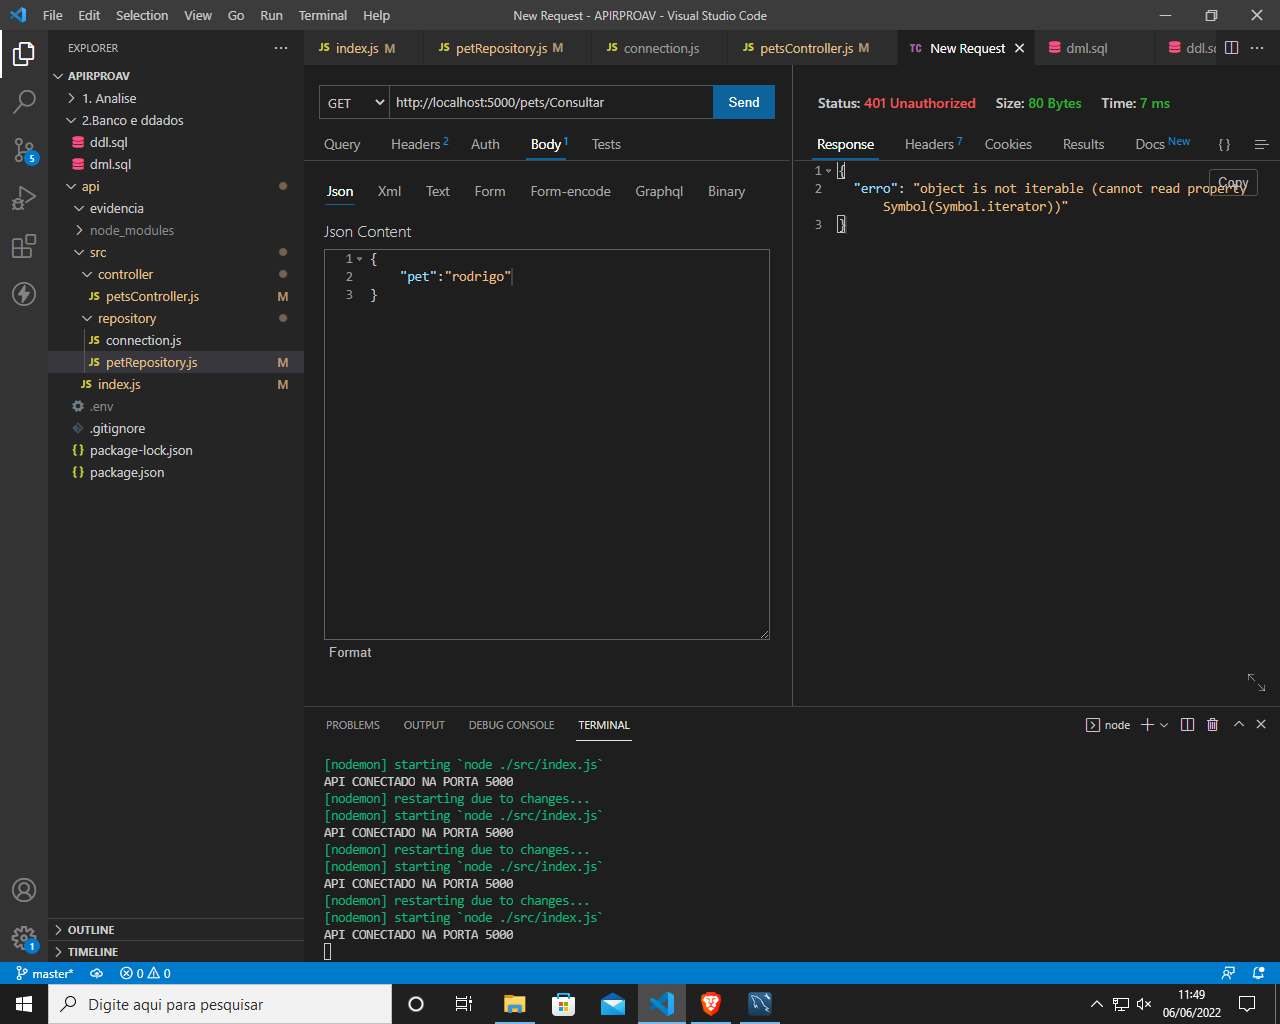 File Edit Selection View Go Run Terminal Help
New Request - APIRPROAV - Visual Studio Code
EXPLORER
APIRPROAV
1. Analise
2.Banco e ddados
ddl.sql
dml.sql
api
evidencia
node_modules
src
controller
JS petsController.js M
repository
JS connection.js
JS petRepository.js M
JS index.js M
.env
.gitignore
{} package-lock.json
{} package.json
OUTLINE
TIMELINE
5
1
JS index.js M
JS petRepository.js M
JS connection.js
JS petsController.js M
TC New Request
dml.sql
ddl.sc
GET
http://localhost:5000/pets/Consultar
Send
Query Headers 2 Auth Body 1 Tests
Json Xml Text Form Form-encode Graphql Binary
Json Content
1 {
2 "pet":"rodrigo"
3 }
Format
Status: 401 Unauthorized Size: 80 Bytes Time: 7 ms
Response Headers 7 Cookies Results Docs New {}
Copy
1 {
2 "erro": "object is not iterable (cannot read property
Symbol(Symbol.iterator))"
3 }
PROBLEMS OUTPUT DEBUG CONSOLE TERMINAL
node
[nodemon] starting `node ./src/index.js`
API CONECTADO NA PORTA 5000
[nodemon] restarting due to changes...
[nodemon] starting `node ./src/index.js`
API CONECTADO NA PORTA 5000
[nodemon] restarting due to changes...
[nodemon] starting `node ./src/index.js`
API CONECTADO NA PORTA 5000
[nodemon] restarting due to changes...
[nodemon] starting `node ./src/index.js`
API CONECTADO NA PORTA 5000
master*
0 0
Digite aqui para pesquisar
11:49
06/06/2022